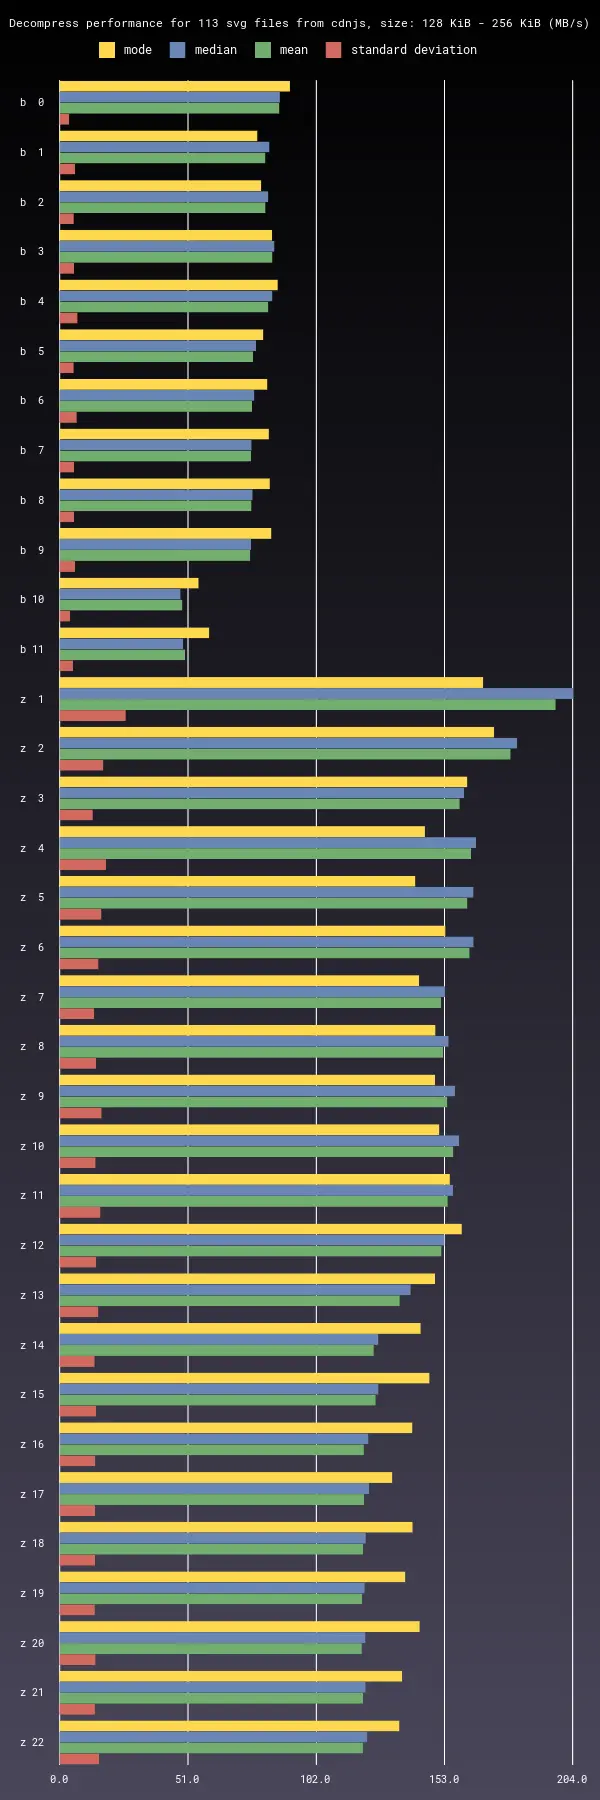 Decompress performance for 113 svg files from cdnjs, size: 128 KiB - 256 KiB (MB/s)
mode median mean standard deviation
b 0
b 1
b 2
b 3
b 4
b 5
b 6
b 7
b 8
b 9
b 10
b 11
z 1
z 2
z 3
z 4
z 5
z 6
z 7
z 8
z 9
z 10
z 11
z 12
z 13
z 14
z 15
z 16
z 17
z 18
z 19
z 20
z 21
z 22
0.0 51.0 102.0 153.0 204.0